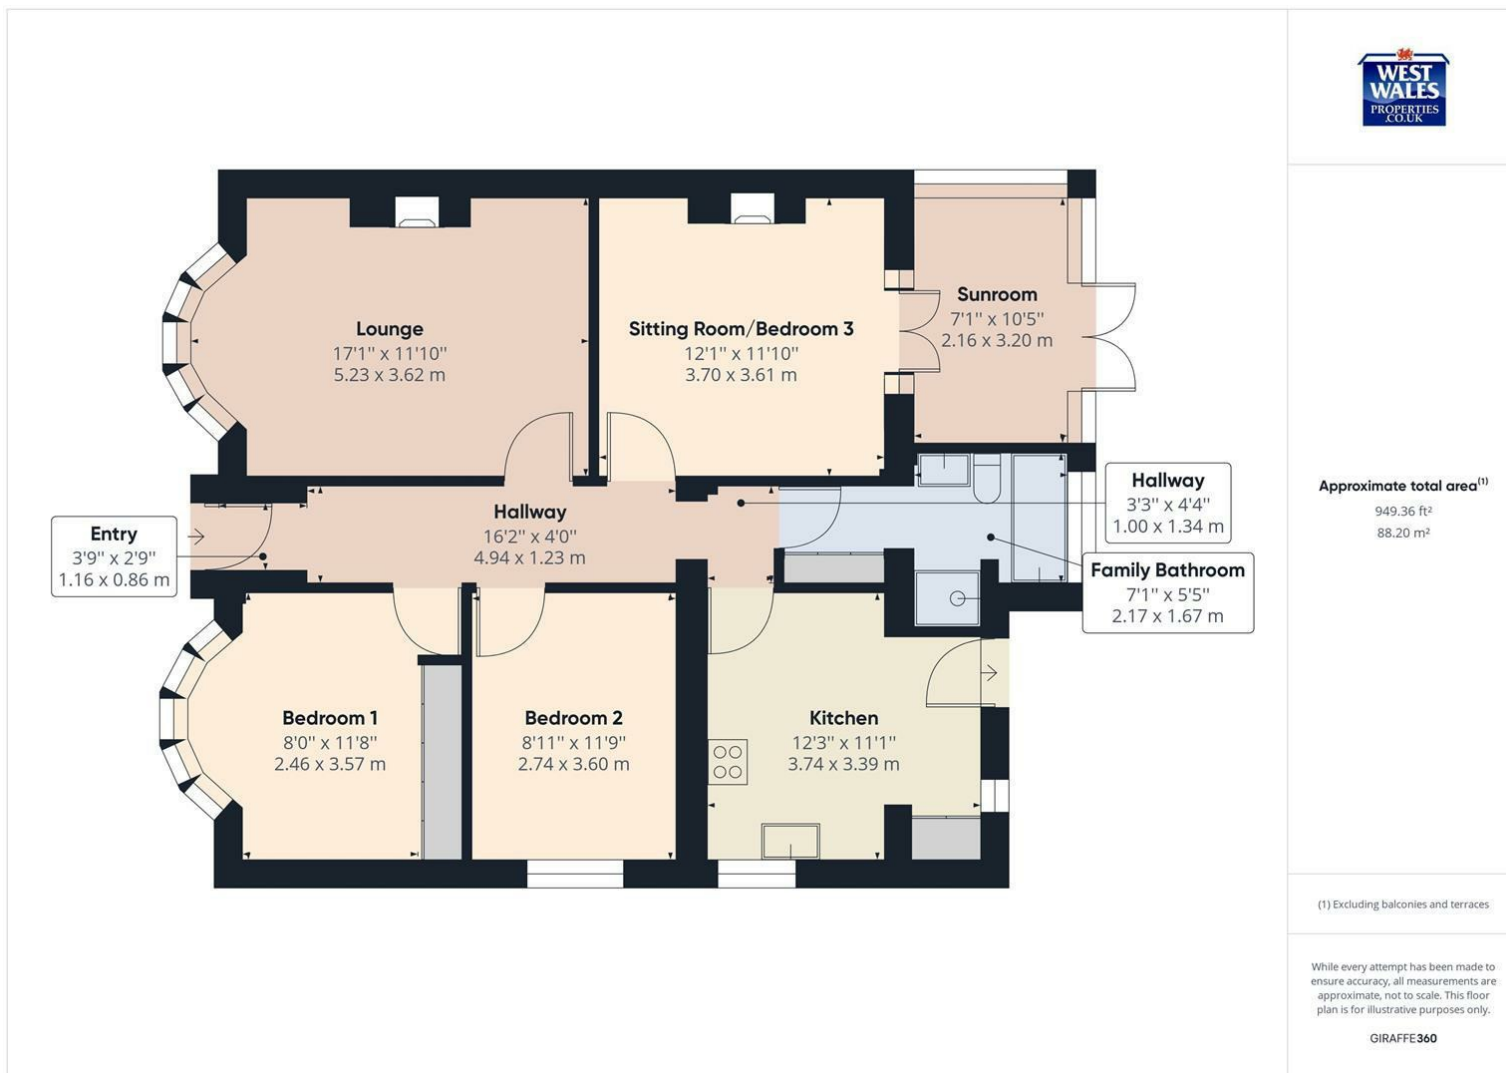 WEST
WALES
PROPERTIES
.CO.UK
Lounge
17'1" x 11'10"
5.23 x 3.62 m
Sitting Room/Bedroom 3
12'1" x 11'10"
3.70 x 3.61 m
Sunroom
7'1" x 10'5"
2.16 x 3.20 m
Entry
3'9" x 2'9"
1.16 x 0.86 m
Hallway
16'2" x 4'0"
4.94 x 1.23 m
Hallway
3'3" x 4'4"
1.00 x 1.34 m
Family Bathroom
7'1" x 5'5"
2.17 x 1.67 m
Bedroom 1
8'0" x 11'8"
2.46 x 3.57 m
Bedroom 2
8'11" x 11'9"
2.74 x 3.60 m
Kitchen
12'3" x 11'1"
3.74 x 3.39 m
Approximate total area(1)
949.36 ft²
88.20 m²
(1) Excluding balconies and terraces
While every attempt has been made to
ensure accuracy, all measurements are
approximate, not to scale. This floor
plan is for illustrative purposes only.
GIRAFFE360